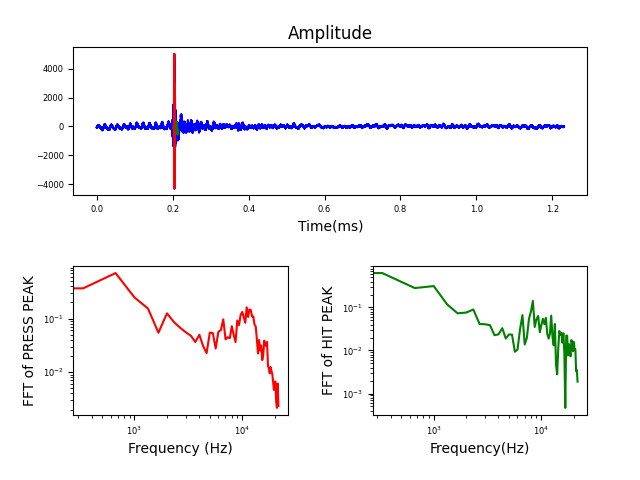 Amplitude
4000
2000
0
−2000
−4000
0.0 0.2 0.4 0.6 0.8 1.0 1.2
Time(ms)
FFT of PRESS PEAK
10⁻¹
10⁻²
10³ 10⁴
Frequency (Hz)
FFT of HIT PEAK
10⁻¹
10⁻²
10⁻³
10³ 10⁴
Frequency(Hz)